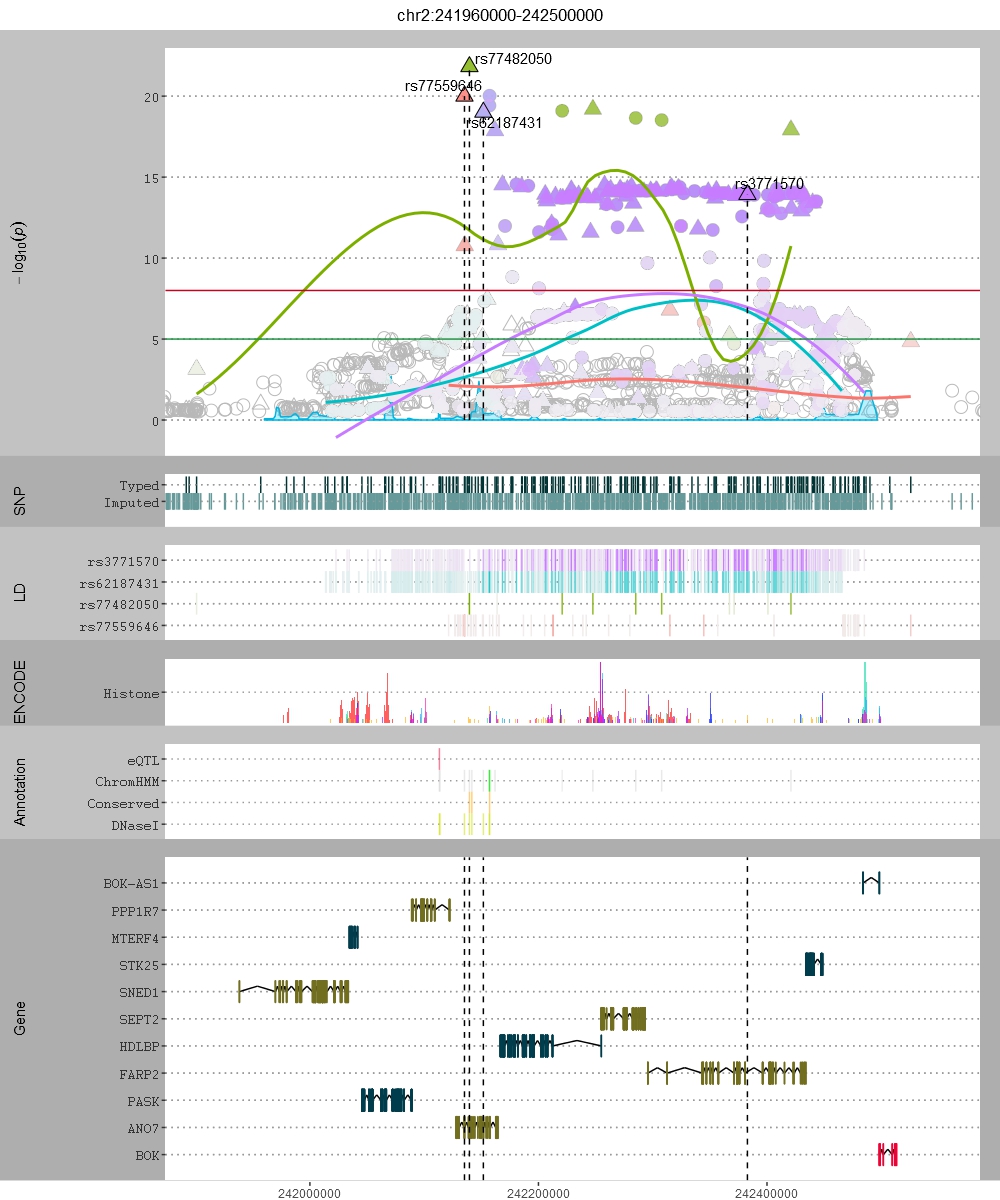 chr2:241960000-242500000
− log10(p)
20
15
10
5
0
rs77482050
rs77559646
rs62187431
rs3771570
SNP
Typed
Imputed
LD
rs3771570
rs62187431
rs77482050
rs77559646
ENCODE
Histone
Annotation
eQTL
ChromHMM
Conserved
DNaseI
Gene
BOK-AS1
PPP1R7
MTERF4
STK25
SNED1
SEPT2
HDLBP
FARP2
PASK
ANO7
BOK
242000000 242200000 242400000